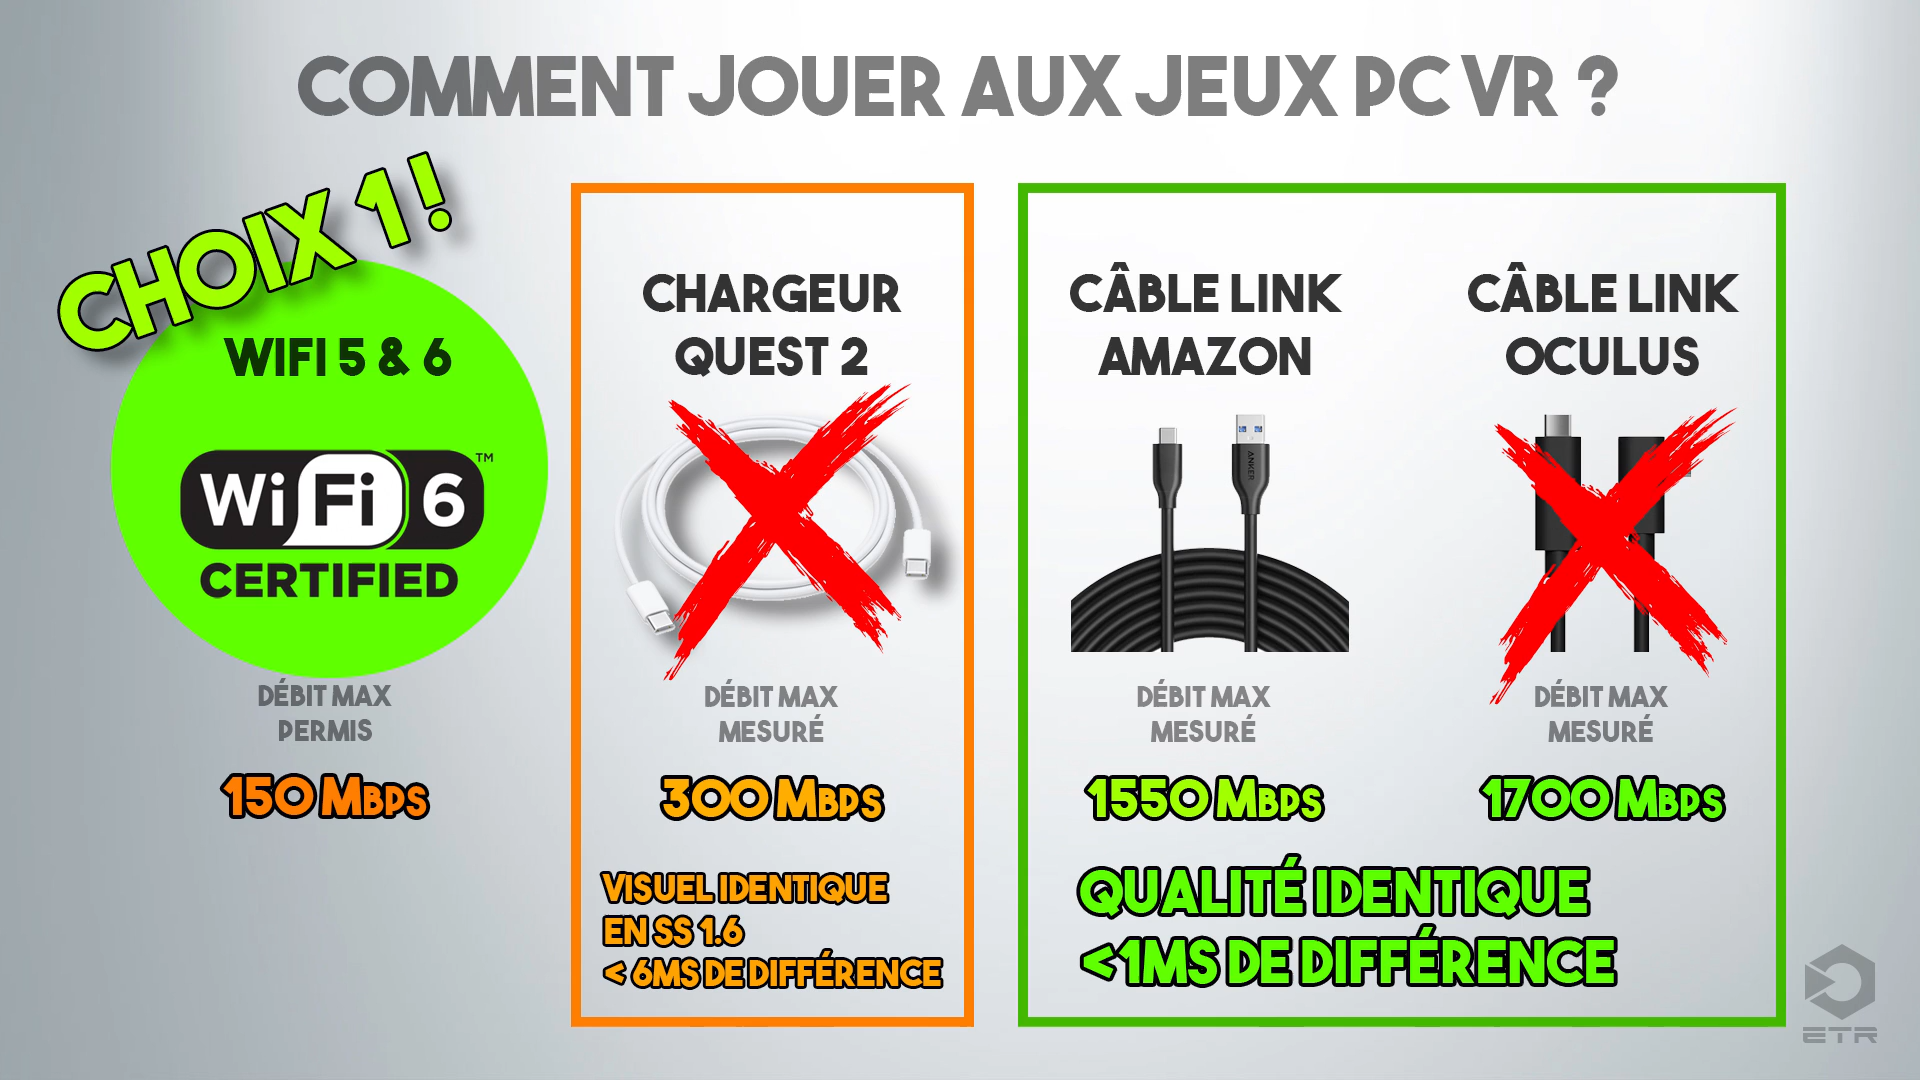 COMMENT JOUER AUX JEUX PC VR ?
CHOIX 1 !
WIFI 5 & 6
Wi Fi 6 ™
CERTIFIED
DÉBIT MAX
PERMIS
150 MBPS
CHARGEUR
QUEST 2
DÉBIT MAX
MESURÉ
300 MBPS
VISUEL IDENTIQUE
EN SS 1.6
< 6MS DE DIFFÉRENCE
CÂBLE LINK
AMAZON
ANKER
DÉBIT MAX
MESURÉ
1550 MBPS
CÂBLE LINK
OCULUS
DÉBIT MAX
MESURÉ
1700 MBPS
QUALITÉ IDENTIQUE
<1MS DE DIFFÉRENCE
ETR